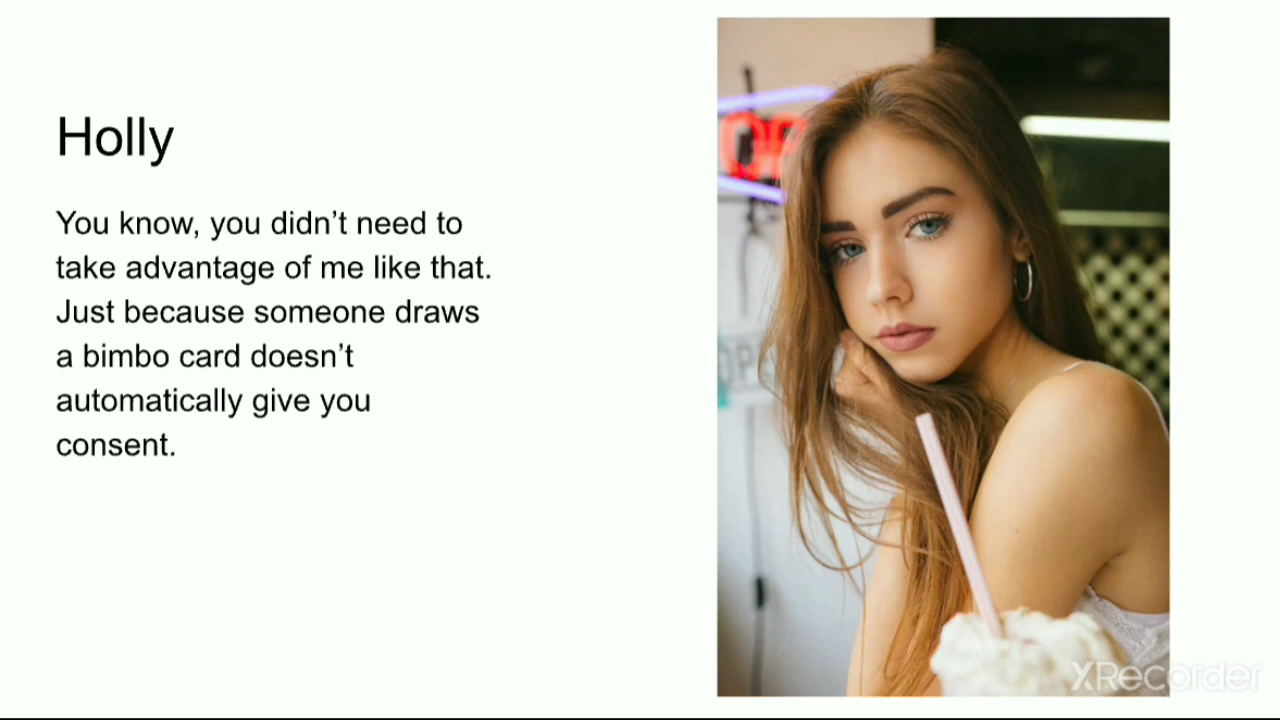 Holly
You know, you didn’t need to
take advantage of me like that.
Just because someone draws
a bimbo card doesn’t
automatically give you
consent.
XRecorder